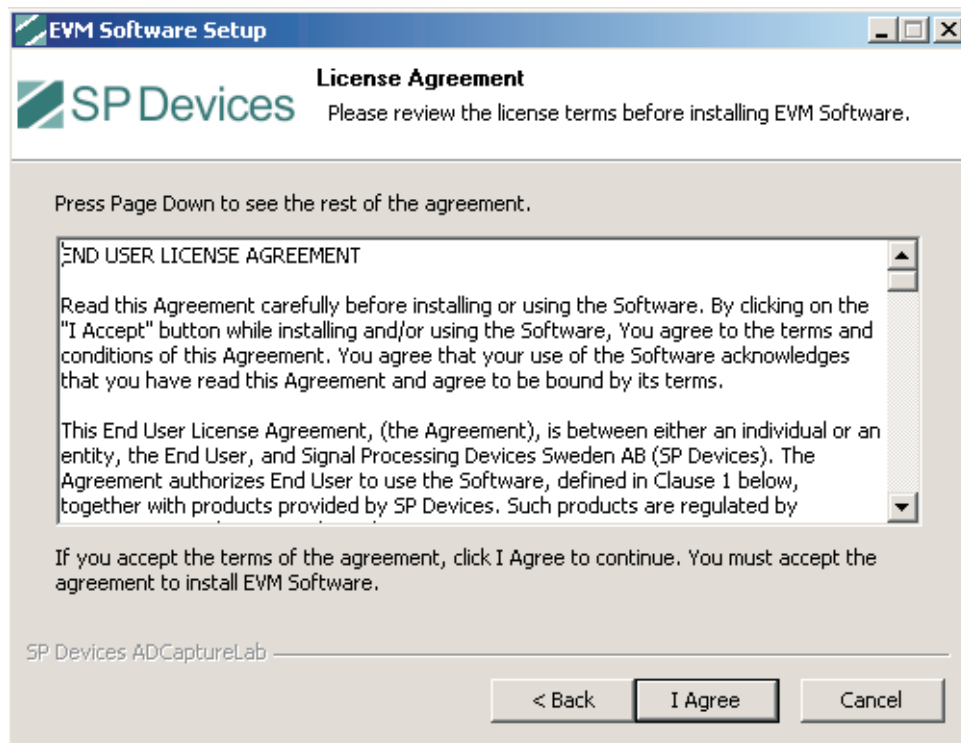 EVM Software Setup
SP Devices
License Agreement
Please review the license terms before installing EVM Software.
Press Page Down to see the rest of the agreement.
END USER LICENSE AGREEMENT
Read this Agreement carefully before installing or using the Software. By clicking on the
"I Accept" button while installing and/or using the Software, You agree to the terms and
conditions of this Agreement. You agree that your use of the Software acknowledges
that you have read this Agreement and agree to be bound by its terms.
This End User License Agreement, (the Agreement), is between either an individual or an
entity, the End User, and Signal Processing Devices Sweden AB (SP Devices). The
Agreement authorizes End User to use the Software, defined in Clause 1 below,
together with products provided by SP Devices. Such products are regulated by
If you accept the terms of the agreement, click I Agree to continue. You must accept the
agreement to install EVM Software.
SP Devices ADCaptureLab
< Back
I Agree
Cancel